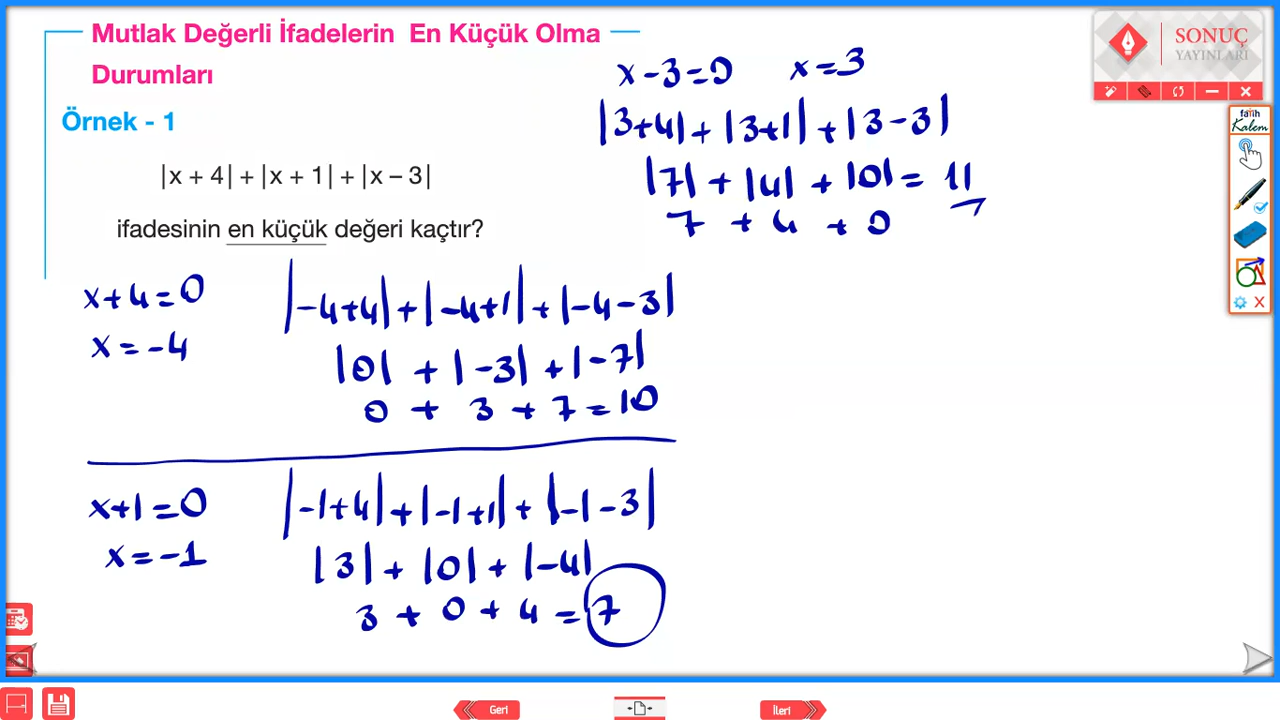 Mutlak Değerli İfadelerin En Küçük Olma
Durumları
Örnek - 1
|x + 4| + |x + 1| + |x – 3|
ifadesinin en küçük değeri kaçtır?
x+4=0
x=-4
|-4+4|+|-4+1|+|-4-3|
|0| + |-3| + |-7|
0 + 3 + 7 = 10
x+1=0
x=-1
|-1+4|+|-1+1|+|-1-3|
|3| + |0| + |-4|
3 + 0 + 4 = 7
x-3=0 x=3
|3+4|+|3+1|+|3-3|
|7| + |4| + |0| = 11
7 + 4 + 0
SONUÇ
YAYINLARI
fatih
Kalem
Geri
İleri